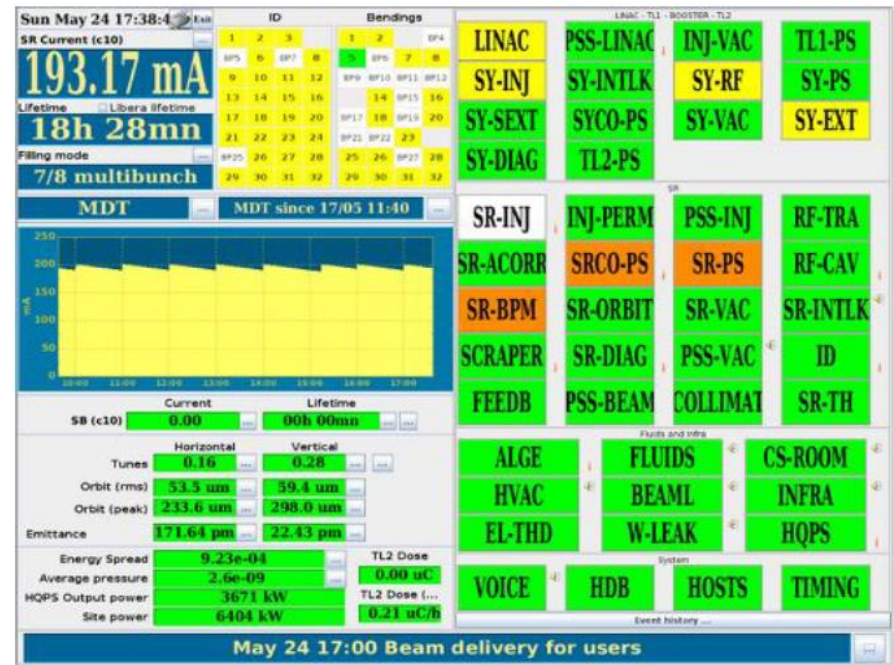 Sun May 24 17:38:4 Exit
SR Current (c10) ...
193.17 mA
Lifetime Libera lifetime
18h 28mn
Filling mode ...
7/8 multibunch
MDT ... MDT since 17/05 11:40 ...
ID
1 2 3
BP5 6 BP7 8
9 10 11 12
13 14 15 16
17 18 19 20
21 22 23 24
BP25 26 27 28
29 30 31 32
Bendings
1 2 BP4
5 BP6 7 8
BP9 BP10 BP11 BP12
14 BP15 16
BP17 18 BP19 20
BP21 BP22 23
25 26 BP27 28
29 30 31 32
250
200
150
100
50
0
mA
10:00 11:00 12:00 13:00 14:00 15:00 16:00 17:00
Current Lifetime
SB (c10) 0.00 ... 00h 00mn ... ...
Horizontal Vertical
Tunes 0.16 ... 0.28 ... ...
Orbit (rms) 53.5 um ... 59.4 um ...
Orbit (peak) 233.6 um ... 298.0 um ...
Emittance 171.64 pm ... 22.43 pm ...
Energy Spread 9.23e-04 ... TL2 Dose
Average pressure 2.6e-09 ... 0.00 uC
HQPS Output power 3671 kW TL2 Dose (...
Site power 6404 kW 0.21 uC/h
LINAC - TL1 - BOOSTER - TL2
LINAC PSS-LINAC INJ-VAC TL1-PS
SY-INJ SY-INTLK SY-RF SY-PS
SY-SEXT SYCO-PS SY-VAC SY-EXT
SY-DIAG TL2-PS
SR
SR-INJ INJ-PERM PSS-INJ RF-TRA
SR-ACORR SRCO-PS SR-PS RF-CAV
SR-BPM SR-ORBIT SR-VAC SR-INTLK
SCRAPER SR-DIAG PSS-VAC ID
FEEDB PSS-BEAM COLLIMAT SR-TH
Fluids and Infra
ALGE FLUIDS CS-ROOM
HVAC BEAML INFRA
EL-THD W-LEAK HQPS
System
VOICE HDB HOSTS TIMING
Event history ...
May 24 17:00 Beam delivery for users